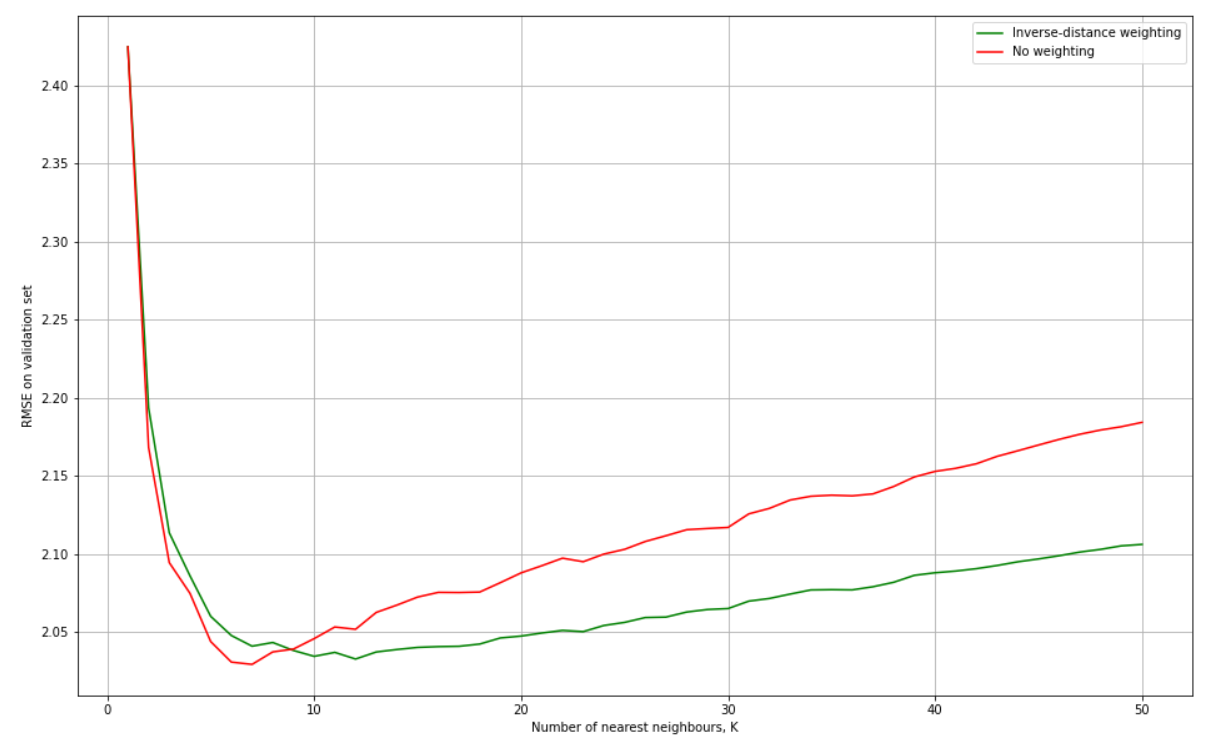 Inverse-distance weighting
No weighting
RMSE on validation set
2.40
2.35
2.30
2.25
2.20
2.15
2.10
2.05
0 10 20 30 40 50
Number of nearest neighbours, K